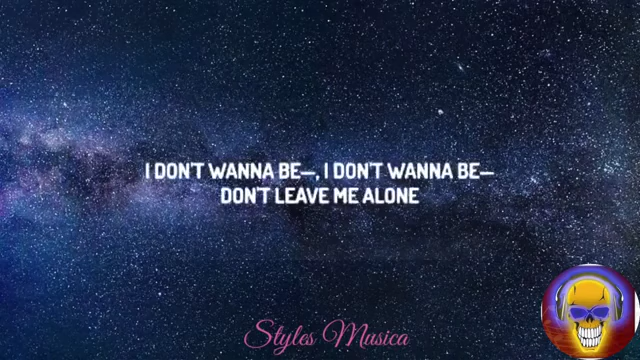 I DON'T WANNA BE—, I DON'T WANNA BE—
DON'T LEAVE ME ALONE
Styles Musica